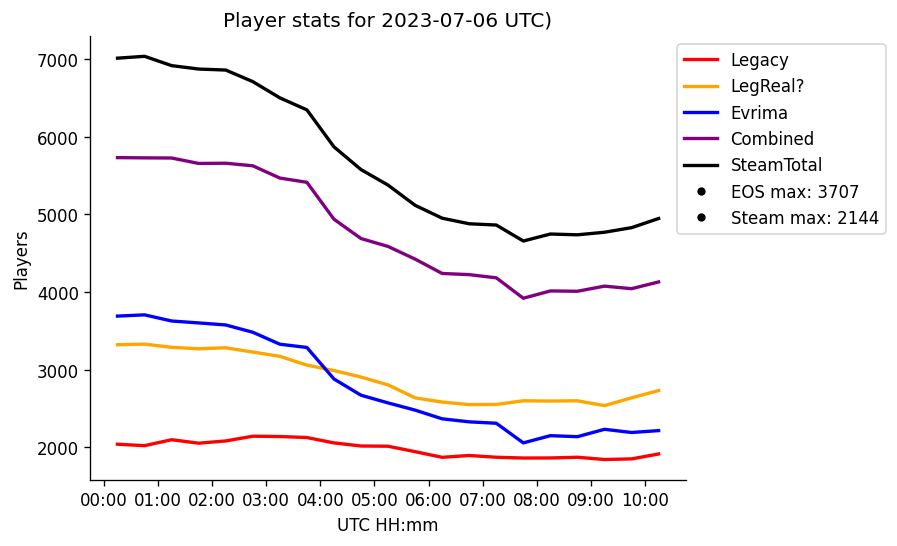 Player stats for 2023-07-06 UTC)
7000
6000
5000
4000
3000
2000
Players
00:00 01:00 02:00 03:00 04:00 05:00 06:00 07:00 08:00 09:00 10:00
UTC HH:mm
Legacy
LegReal?
Evrima
Combined
SteamTotal
EOS max: 3707
Steam max: 2144